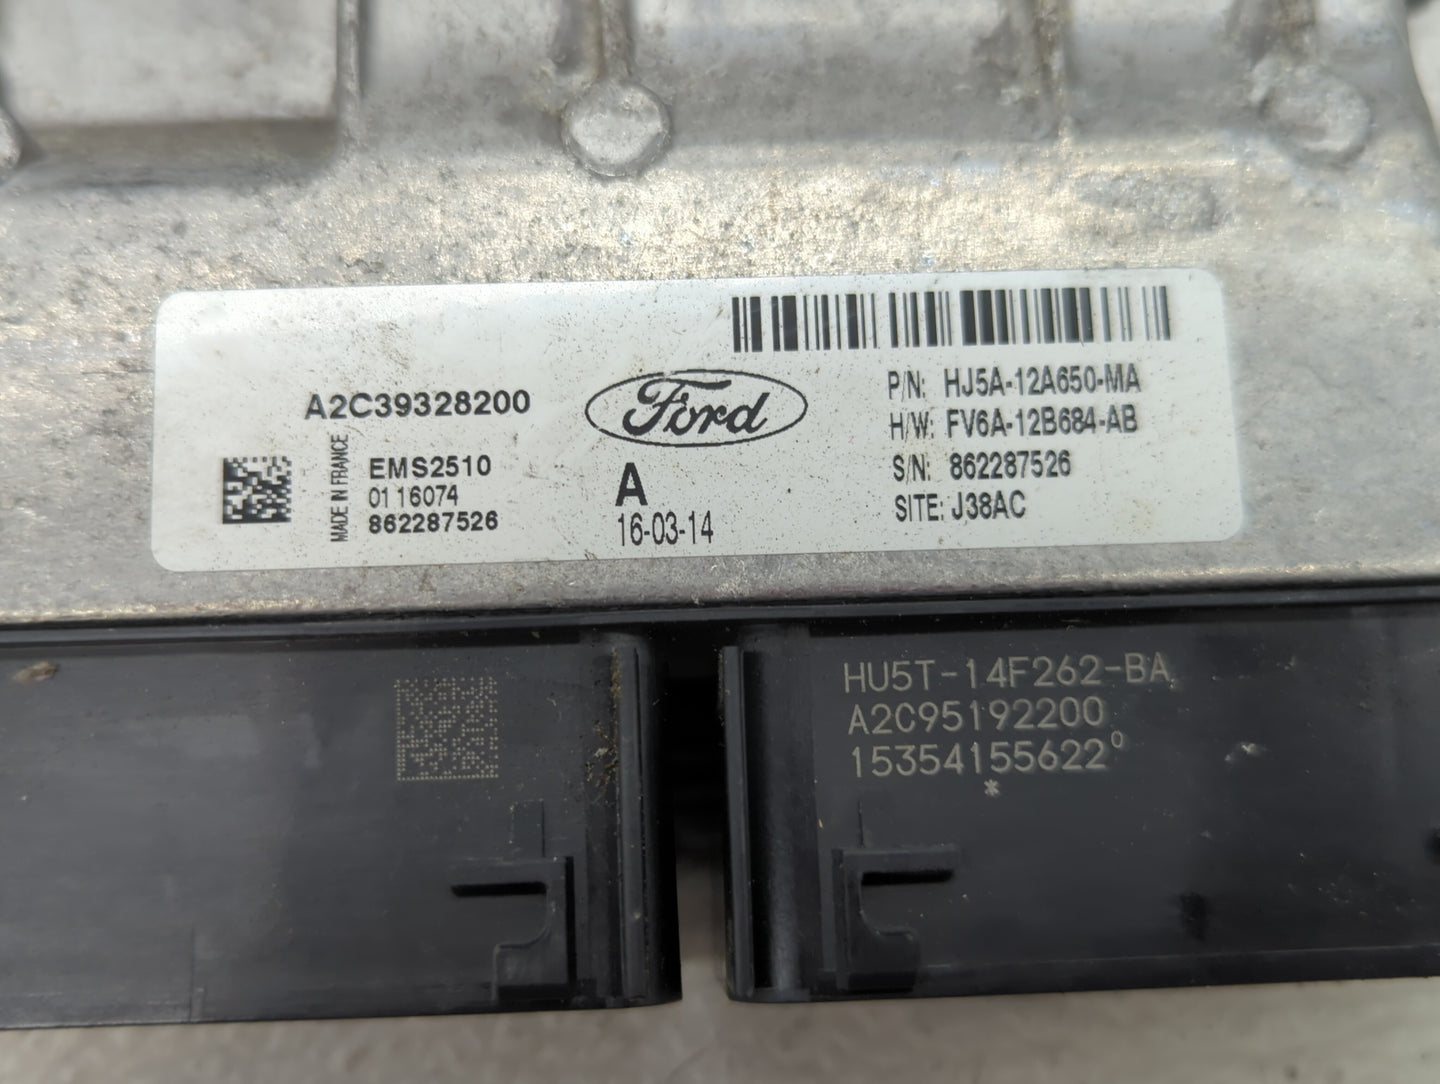 A2C39328200
MADE IN FRANCE
EMS2510
01 16074
862287526
Ford
A
16-03-14
P/N: HJ5A-12A650-MA
H/W: FV6A-12B684-AB
S/N: 862287526
SITE: J38AC
HU5T-14F262-BA
A2C95192200
15354155622⁰
*